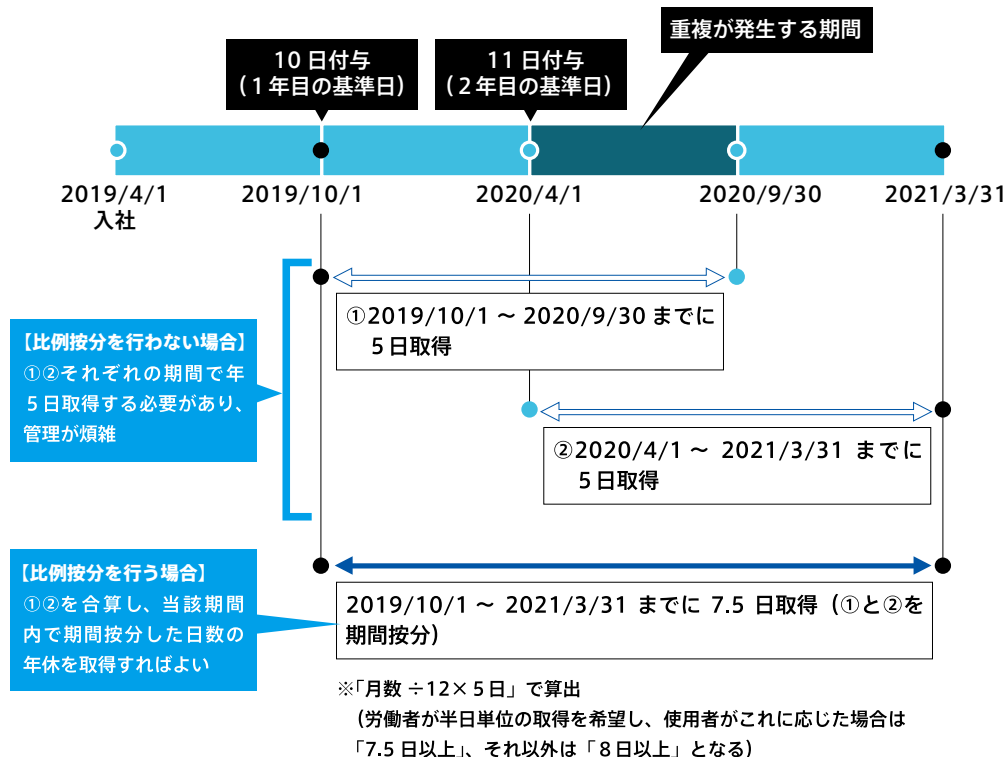 重複が発生する期間
10日付与
(1年目の基準日)
11日付与
(2年目の基準日)
2019/4/1
入社
2019/10/1
2020/4/1
2020/9/30
2021/3/31
①2019/10/1 ～ 2020/9/30 までに
5日取得
【比例按分を行わない場合】
①②それぞれの期間で年
5日取得する必要があり、
管理が煩雑
②2020/4/1 ～ 2021/3/31 までに
5日取得
【比例按分を行う場合】
①②を合算し、当該期間
内で期間按分した日数の
年休を取得すればよい
2019/10/1 ～ 2021/3/31 までに 7.5 日取得（①と②を
期間按分）
※「月数 ÷12× 5日」で算出
（労働者が半日単位の取得を希望し、使用者がこれに応じた場合は
「7.5 日以上」、それ以外は「8日以上」となる）